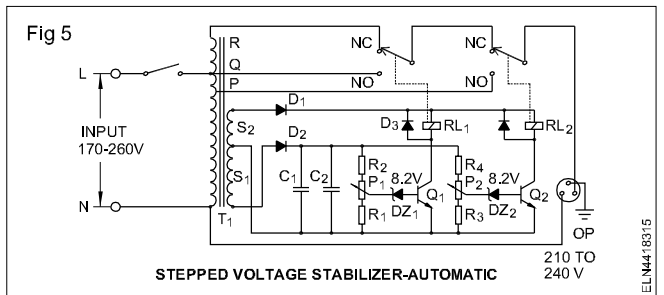 Fig 5
R
NC
NC
L
Q
P
NO
NO
D1
INPUT
170-260V
S2
D3
RL1
RL2
D2
S1
C1
C2
R2
P1
8.2V
R4
P2
8.2V
Q1
Q2
R1
DZ1
R3
DZ2
N
T1
OP
210 TO
240 V
STEPPED VOLTAGE STABILIZER-AUTOMATIC
ELN4418315